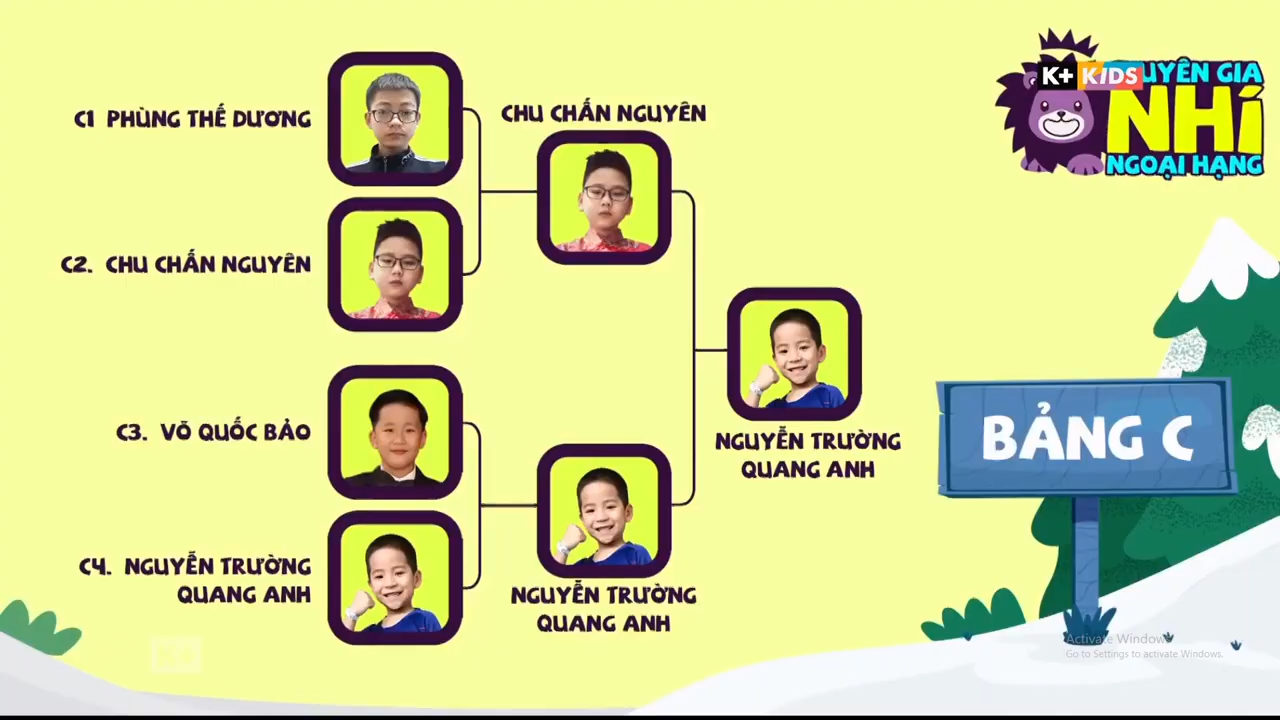 K+ KIDS
UYÊN GIA
NHÍ
NGOẠI HẠNG
C1 PHÙNG THẾ DƯƠNG
CHU CHẤN NGUYÊN
C2. CHU CHẤN NGUYÊN
C3. VÕ QUỐC BẢO
NGUYỄN TRƯỜNG
QUANG ANH
BẢNG C
C4. NGUYỄN TRƯỜNG
QUANG ANH
NGUYỄN TRƯỜNG
QUANG ANH
Activate Windows
Go to Settings to activate Windows.
K+